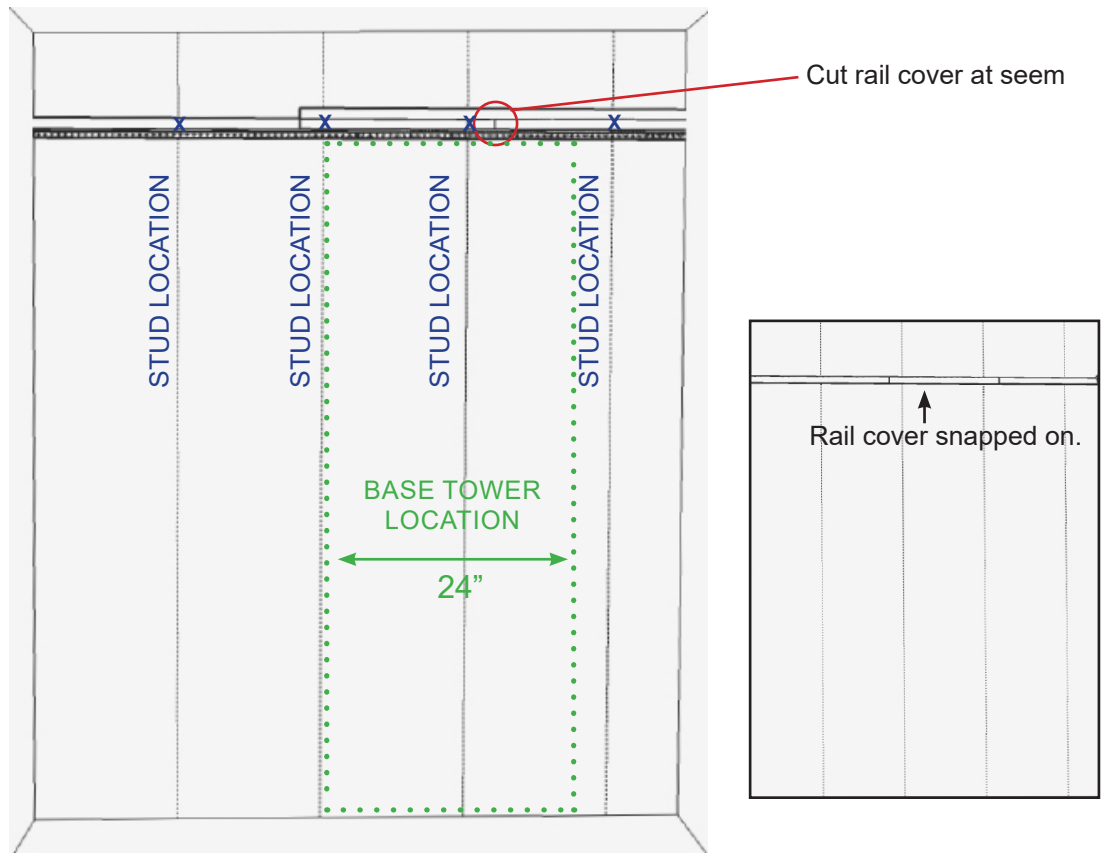 Cut rail cover at seem
x
x
x
x
STUD LOCATION
STUD LOCATION
STUD LOCATION
STUD LOCATION
BASE TOWER
LOCATION
24”
Rail cover snapped on.